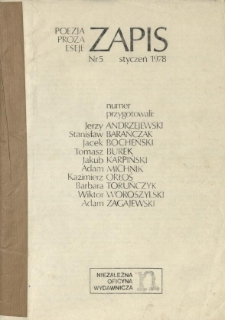 POEZJA
PROZA
ESEJE
ZAPIS
Nr 5 styczeń 1978
numer
przygotowali:
Jerzy ANDRZEJEWSKI
Stanisław BARAŃCZAK
Jacek BOCHEŃSKI
Tomasz BUREK
Jakub KARPIŃSKI
Adam MICHNIK
Kazimierz ORŁOŚ
Barbara TORUŃCZYK
Wiktor WOROSZYLSKI
Adam ZAGAJEWSKI
NIEZALEŻNA
OFICYNA
WYDAWNICZA
n